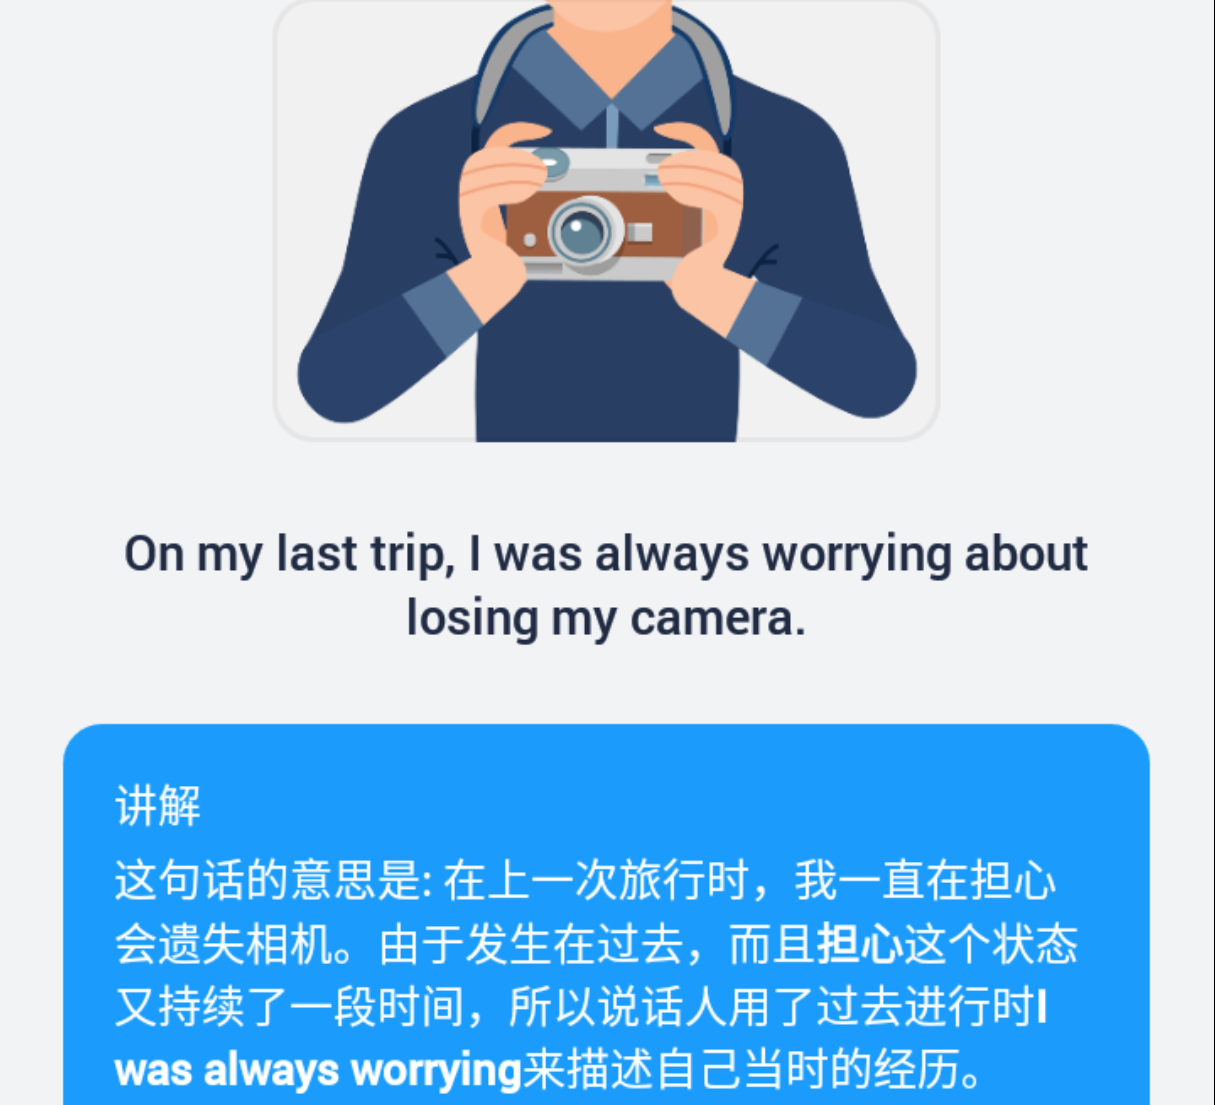 On my last trip, I was always worrying about
losing my camera.
讲解
这句话的意思是: 在上一次旅行时，我一直在担心
会遗失相机。由于发生在过去，而且担心这个状态
又持续了一段时间，所以说话人用了过去进行时I
was always worrying来描述自己当时的经历。